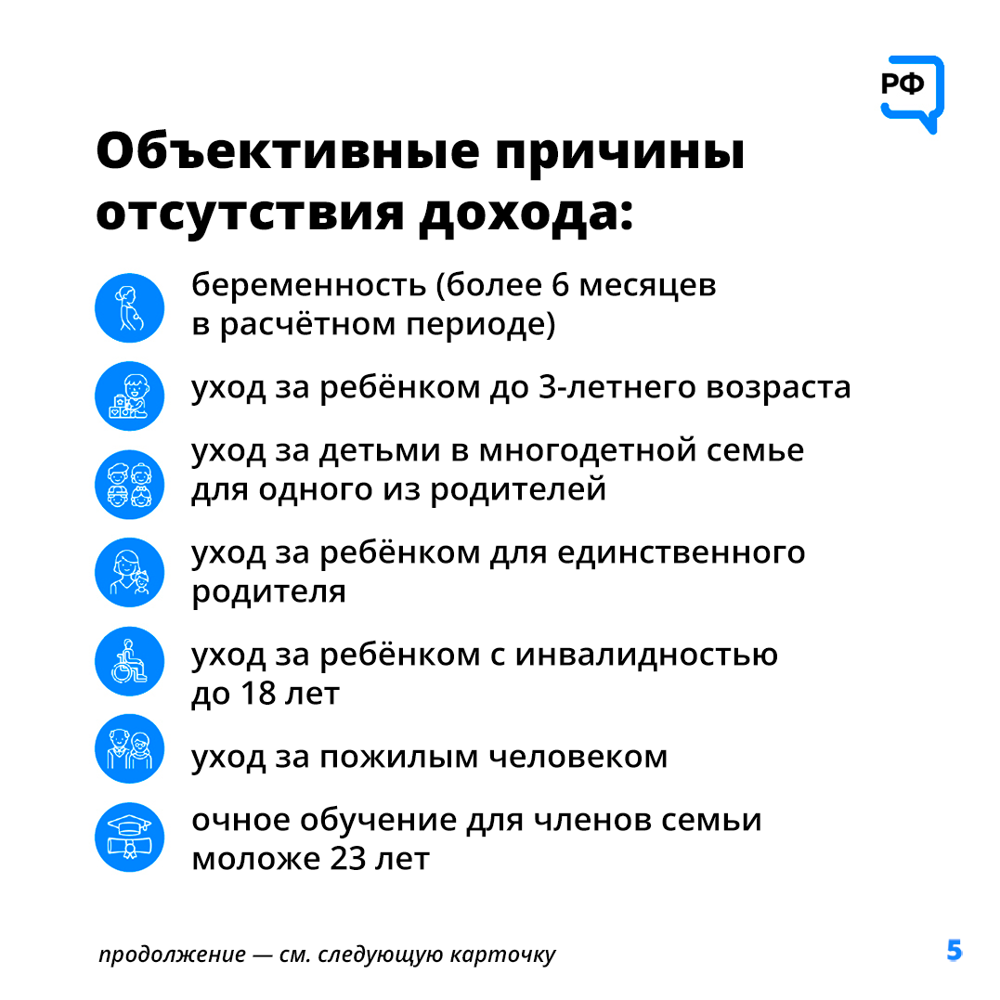 РФ
Объективные причины
отсутствия дохода:
беременность (более 6 месяцев
в расчётном периоде)
уход за ребёнком до 3-летнего возраста
уход за детьми в многодетной семье
для одного из родителей
уход за ребёнком для единственного
родителя
уход за ребёнком с инвалидностью
до 18 лет
уход за пожилым человеком
очное обучение для членов семьи
моложе 23 лет
продолжение — см. следующую карточку
5